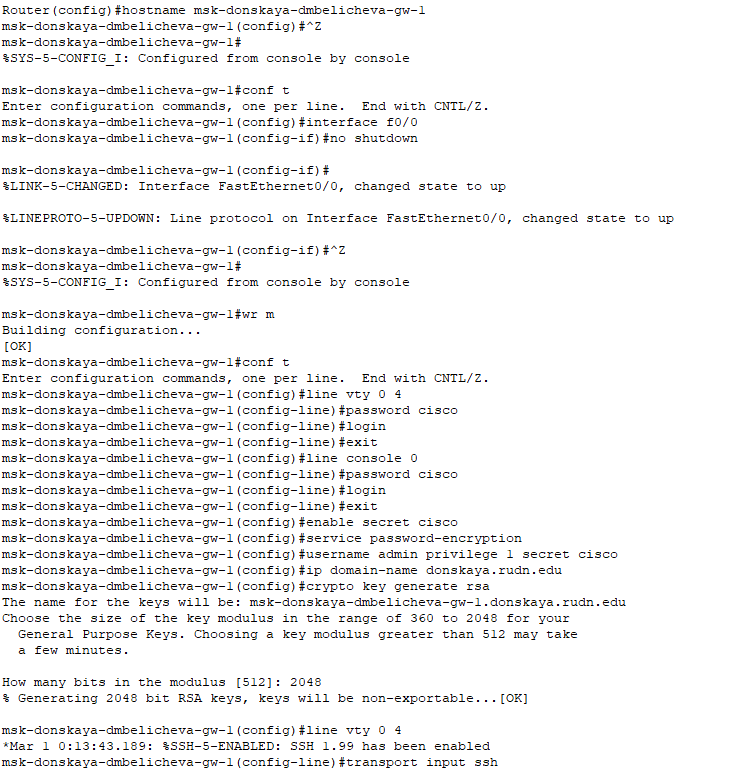 Router(config)#hostname msk-donskaya-dmbelicheva-gw-1
msk-donskaya-dmbelicheva-gw-1(config)#^Z
msk-donskaya-dmbelicheva-gw-1#
%SYS-5-CONFIG_I: Configured from console by console
msk-donskaya-dmbelicheva-gw-1#conf t
Enter configuration commands, one per line.  End with CNTL/Z.
msk-donskaya-dmbelicheva-gw-1(config)#interface f0/0
msk-donskaya-dmbelicheva-gw-1(config-if)#no shutdown
msk-donskaya-dmbelicheva-gw-1(config-if)#
%LINK-5-CHANGED: Interface FastEthernet0/0, changed state to up
%LINEPROTO-5-UPDOWN: Line protocol on Interface FastEthernet0/0, changed state to up
msk-donskaya-dmbelicheva-gw-1(config-if)#^Z
msk-donskaya-dmbelicheva-gw-1#
%SYS-5-CONFIG_I: Configured from console by console
msk-donskaya-dmbelicheva-gw-1#wr m
Building configuration...
[OK]
msk-donskaya-dmbelicheva-gw-1#conf t
Enter configuration commands, one per line.  End with CNTL/Z.
msk-donskaya-dmbelicheva-gw-1(config)#line vty 0 4
msk-donskaya-dmbelicheva-gw-1(config-line)#password cisco
msk-donskaya-dmbelicheva-gw-1(config-line)#login
msk-donskaya-dmbelicheva-gw-1(config-line)#exit
msk-donskaya-dmbelicheva-gw-1(config)#line console 0
msk-donskaya-dmbelicheva-gw-1(config-line)#password cisco
msk-donskaya-dmbelicheva-gw-1(config-line)#login
msk-donskaya-dmbelicheva-gw-1(config-line)#exit
msk-donskaya-dmbelicheva-gw-1(config)#enable secret cisco
msk-donskaya-dmbelicheva-gw-1(config)#service password-encryption
msk-donskaya-dmbelicheva-gw-1(config)#username admin privilege 1 secret cisco
msk-donskaya-dmbelicheva-gw-1(config)#ip domain-name donskaya.rudn.edu
msk-donskaya-dmbelicheva-gw-1(config)#crypto key generate rsa
The name for the keys will be: msk-donskaya-dmbelicheva-gw-1.donskaya.rudn.edu
Choose the size of the key modulus in the range of 360 to 2048 for your
  General Purpose Keys. Choosing a key modulus greater than 512 may take
  a few minutes.
How many bits in the modulus [512]: 2048
% Generating 2048 bit RSA keys, keys will be non-exportable...[OK]
msk-donskaya-dmbelicheva-gw-1(config)#line vty 0 4
*Mar 1 0:13:43.189: %SSH-5-ENABLED: SSH 1.99 has been enabled
msk-donskaya-dmbelicheva-gw-1(config-line)#transport input ssh